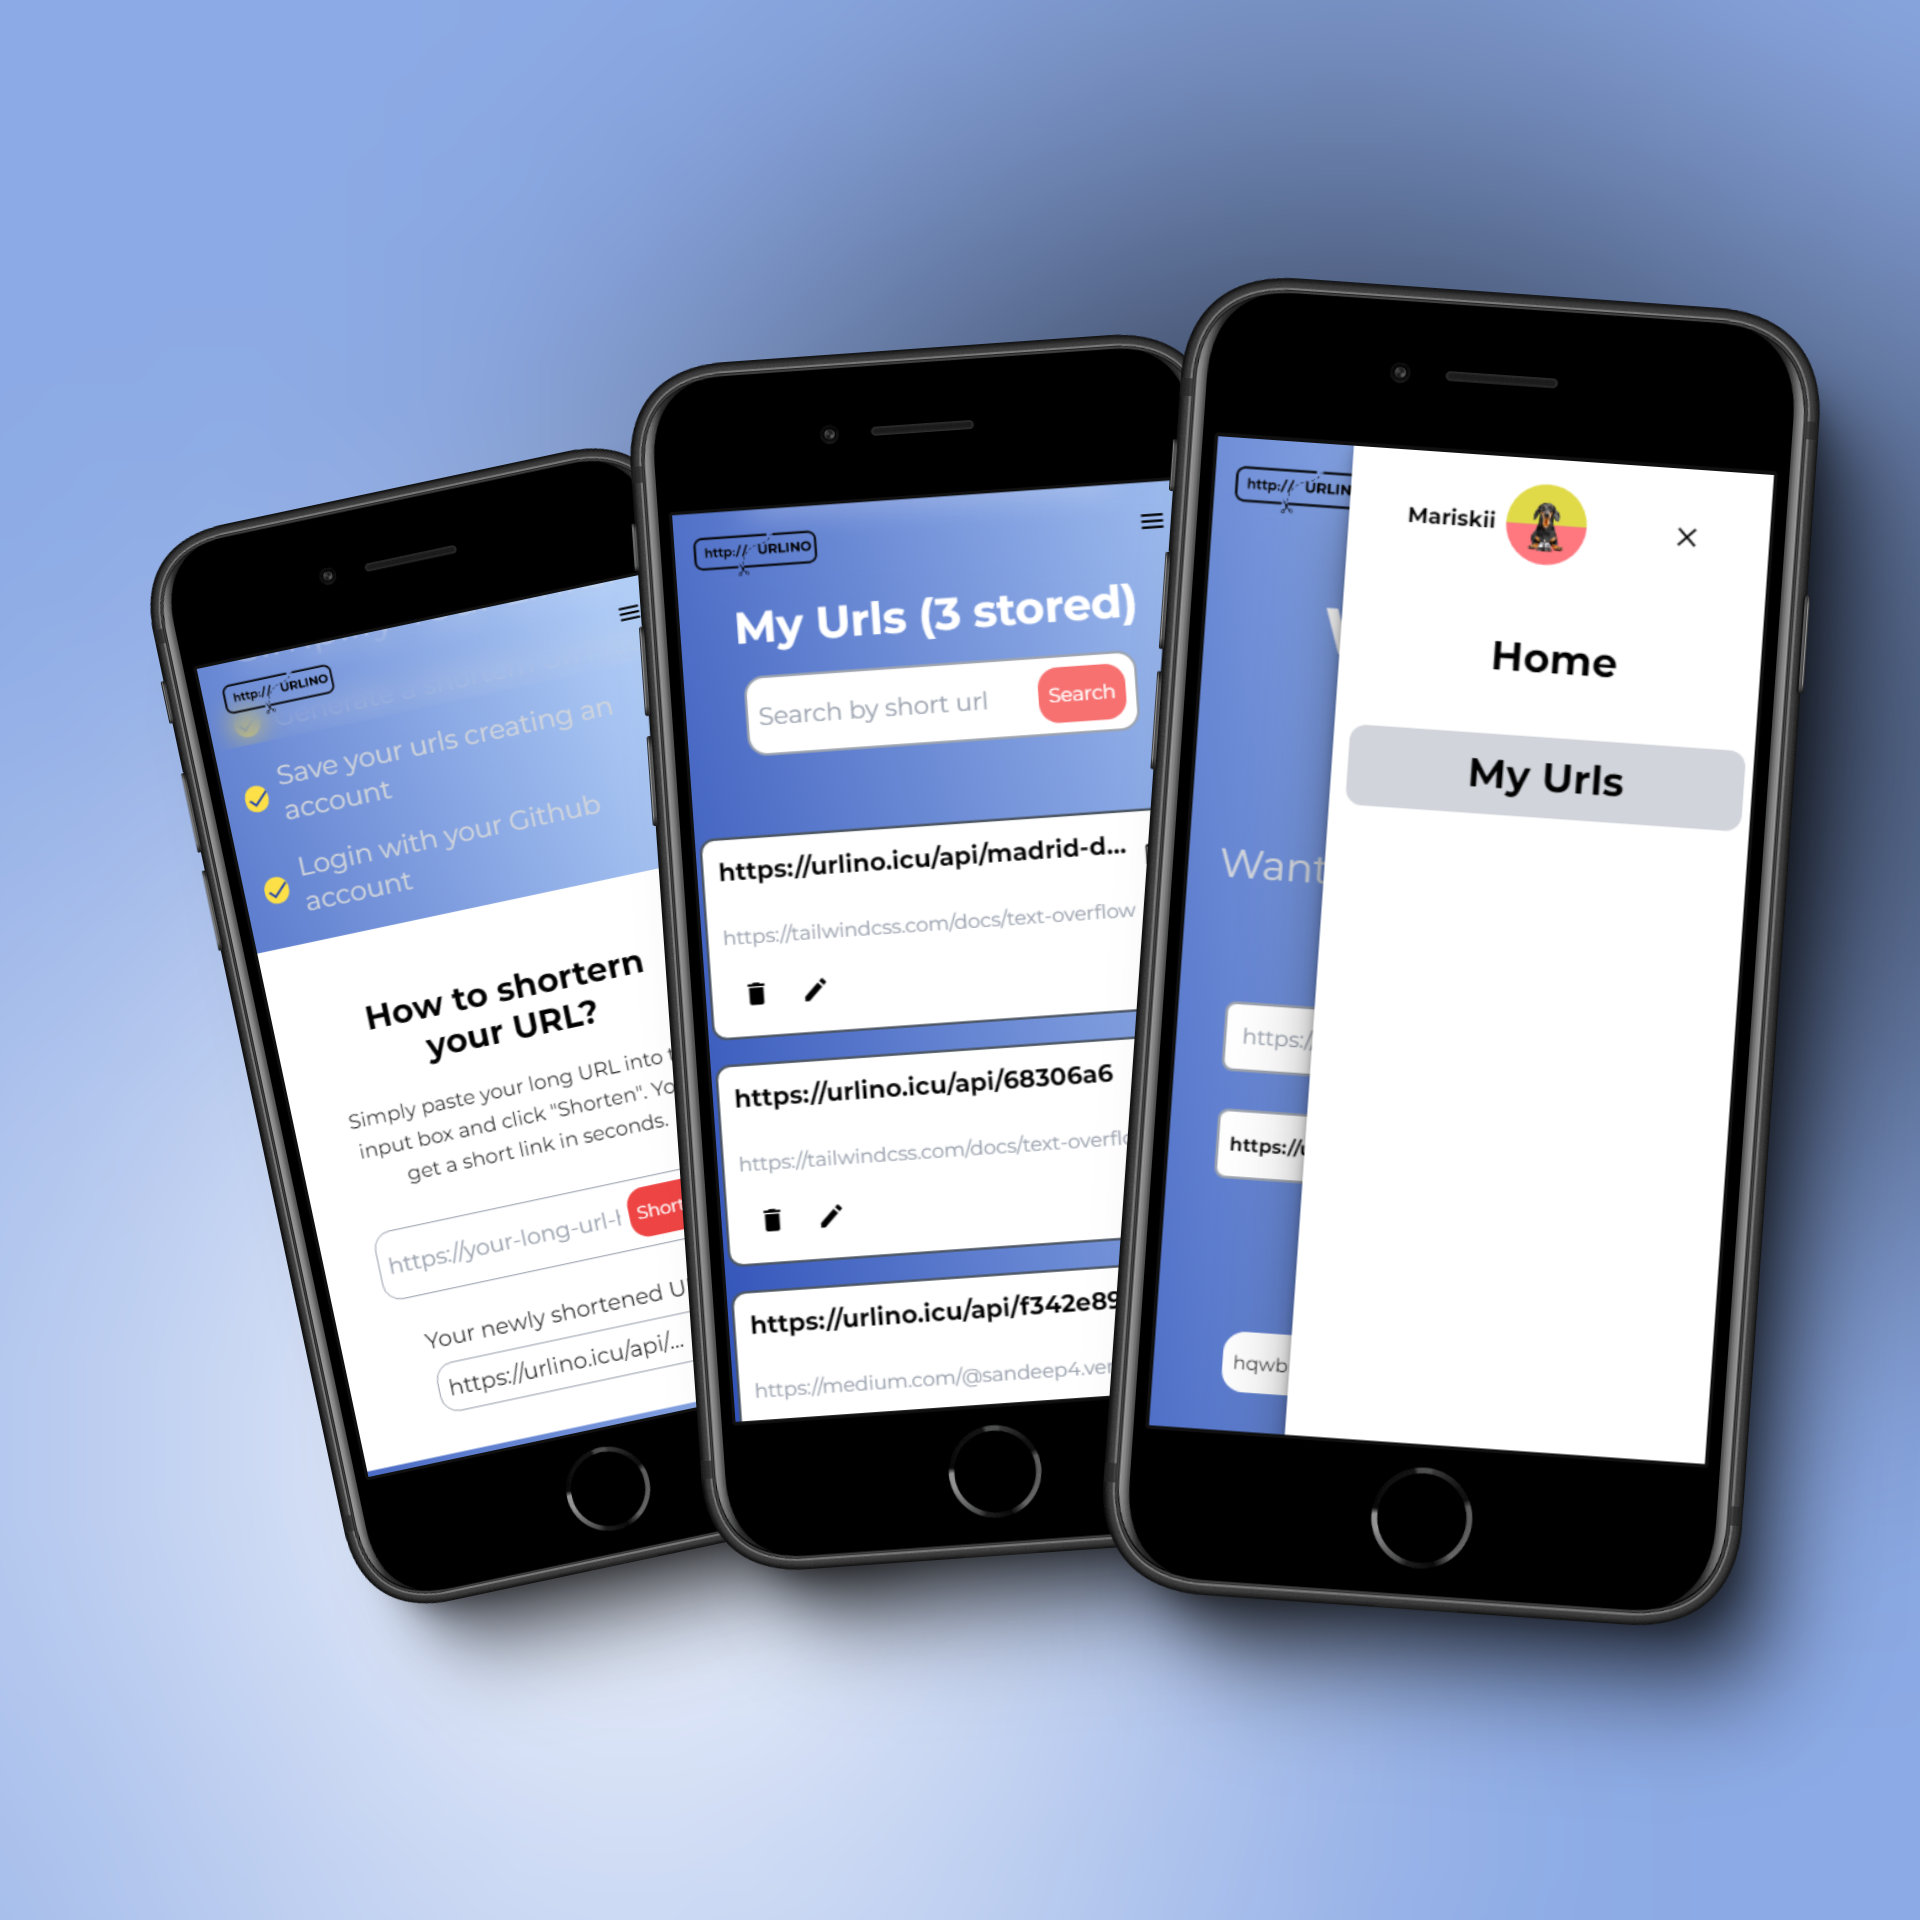 http:// URLINO
Generate a shorten
Save your urls creating an
account
Login with your Github
account
How to shortern
your URL?
Simply paste your long URL into
input box and click "Shorten".
get a short link in seconds.
https://your-long-url-
Short
Your newly shortened
https://urlino.icu/api/...
http:// URLINO
My Urls (3 stored)
Search by short url
Search
https://urlino.icu/api/madrid-d...
https://tailwindcss.com/docs/text-overflow
https://urlino.icu/api/68306a6
https://tailwindcss.com/docs/text-overflo
https://urlino.icu/api/f342e89
https://medium.com/@sandeep4.ver
http:// URLIN
Mariskii
Home
My Urls
Want
https:/
https://
hqwb